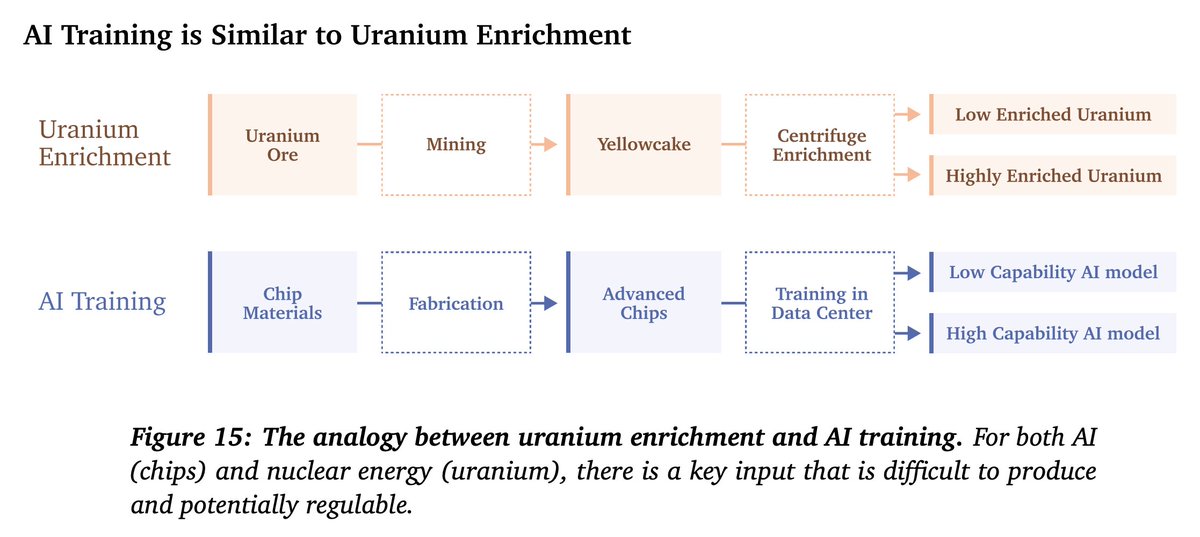 AI Training is Similar to Uranium Enrichment
Uranium
Enrichment
Uranium
Ore
Mining
Yellowcake
Centrifuge
Enrichment
Low Enriched Uranium
Highly Enriched Uranium
AI Training
Chip
Materials
Fabrication
Advanced
Chips
Training in
Data Center
Low Capability AI model
High Capability AI model
Figure 15: The analogy between uranium enrichment and AI training. For both AI
(chips) and nuclear energy (uranium), there is a key input that is difficult to produce
and potentially regulable.